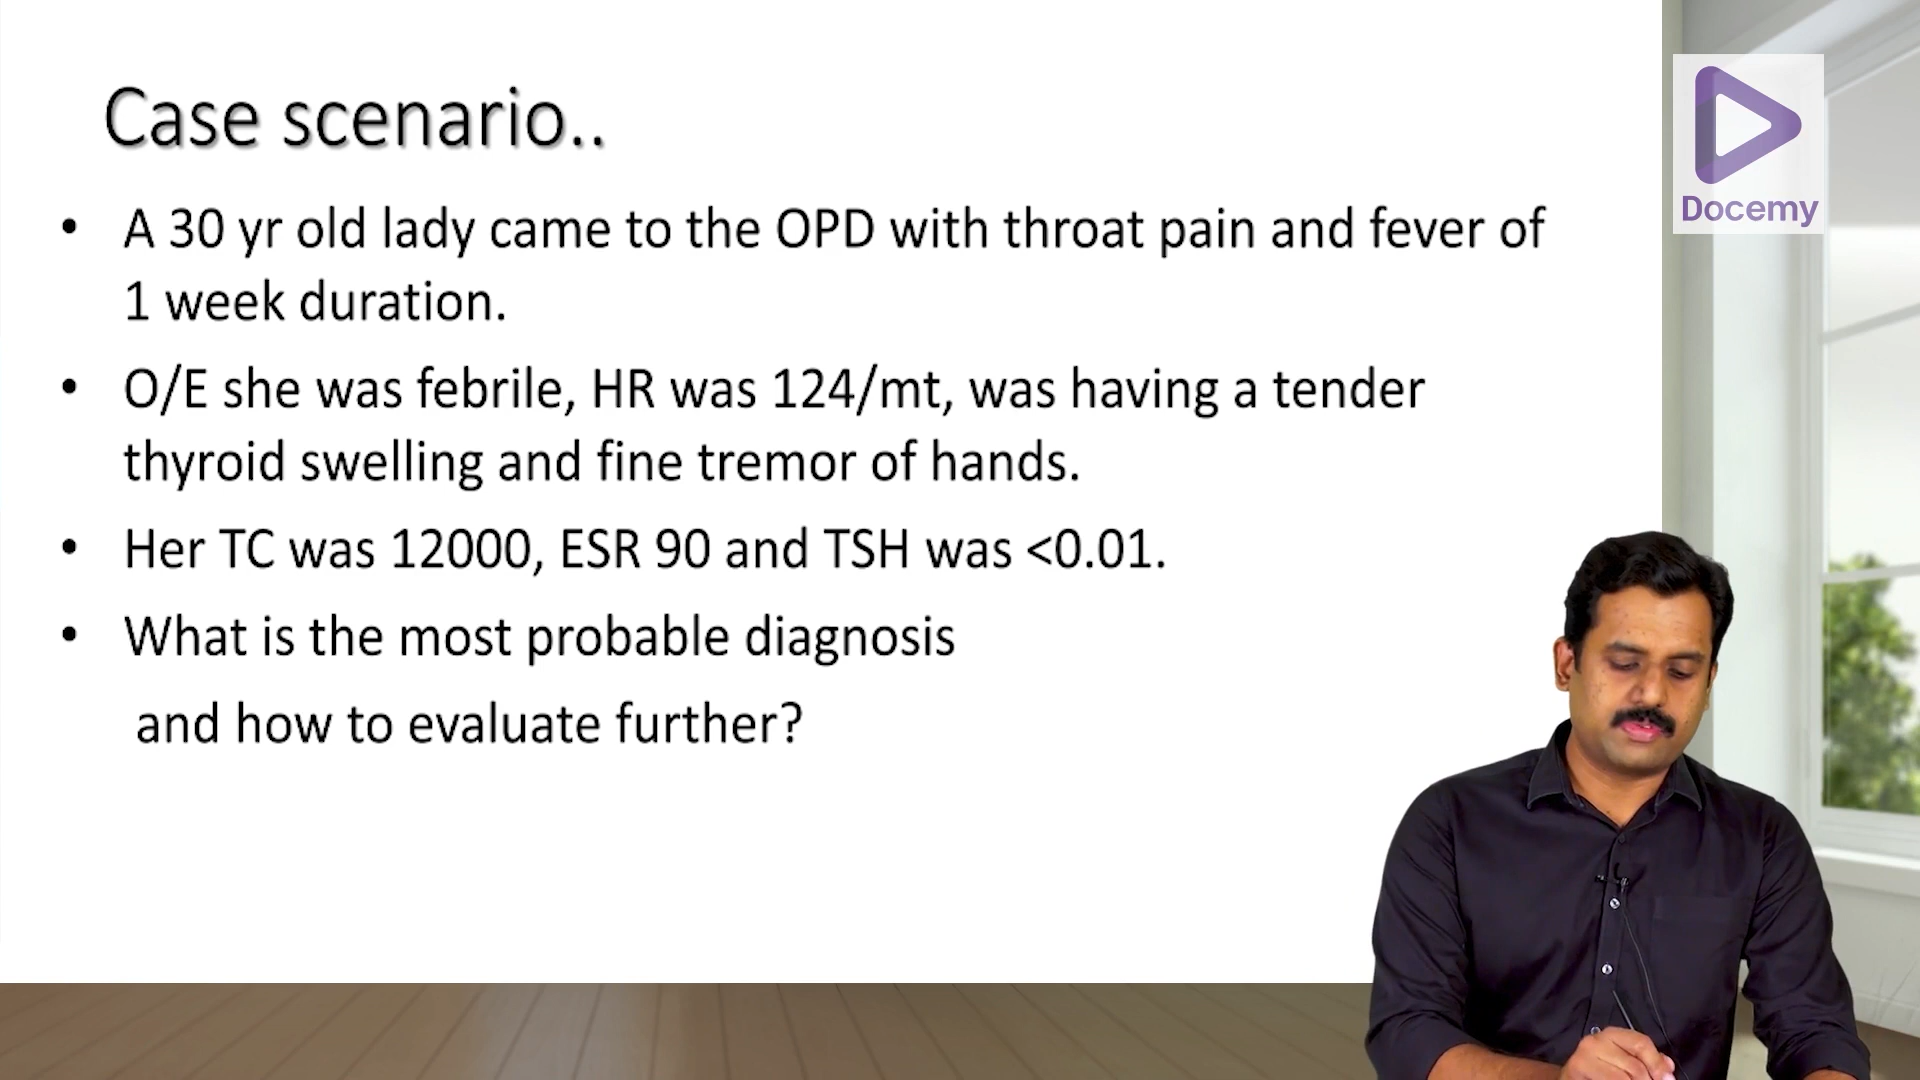 Case scenario..
• A 30 yr old lady came to the OPD with throat pain and fever of
1 week duration.
• O/E she was febrile, HR was 124/mt, was having a tender
thyroid swelling and fine tremor of hands.
• Her TC was 12000, ESR 90 and TSH was <0.01.
• What is the most probable diagnosis
and how to evaluate further?
Docemy